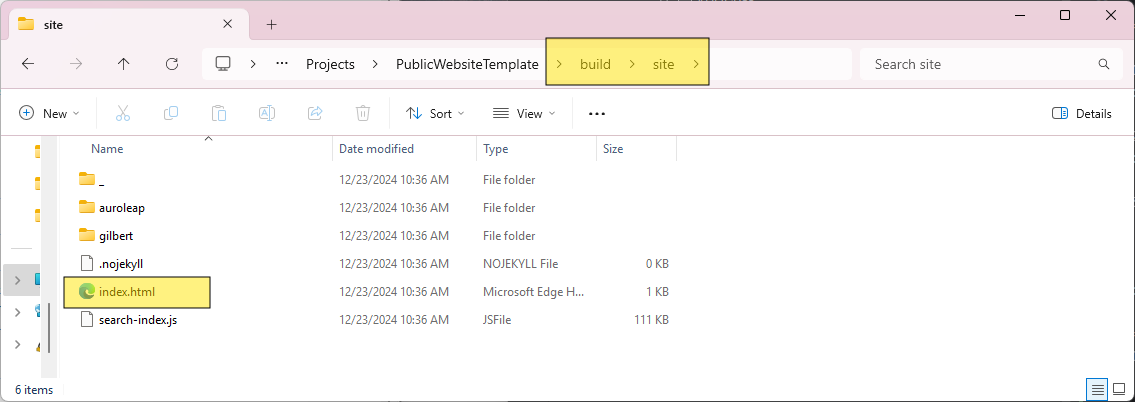 site
Projects PublicWebsiteTemplate build site Search site
New Sort View Details
Name Date modified Type Size
_ 12/23/2024 10:36 AM File folder
auroleap 12/23/2024 10:36 AM File folder
gilbert 12/23/2024 10:36 AM File folder
.nojekyll 12/23/2024 10:36 AM NOJEKYLL File 0 KB
index.html 12/23/2024 10:36 AM Microsoft Edge H... 1 KB
search-index.js 12/23/2024 10:36 AM JSFile 111 KB
6 items